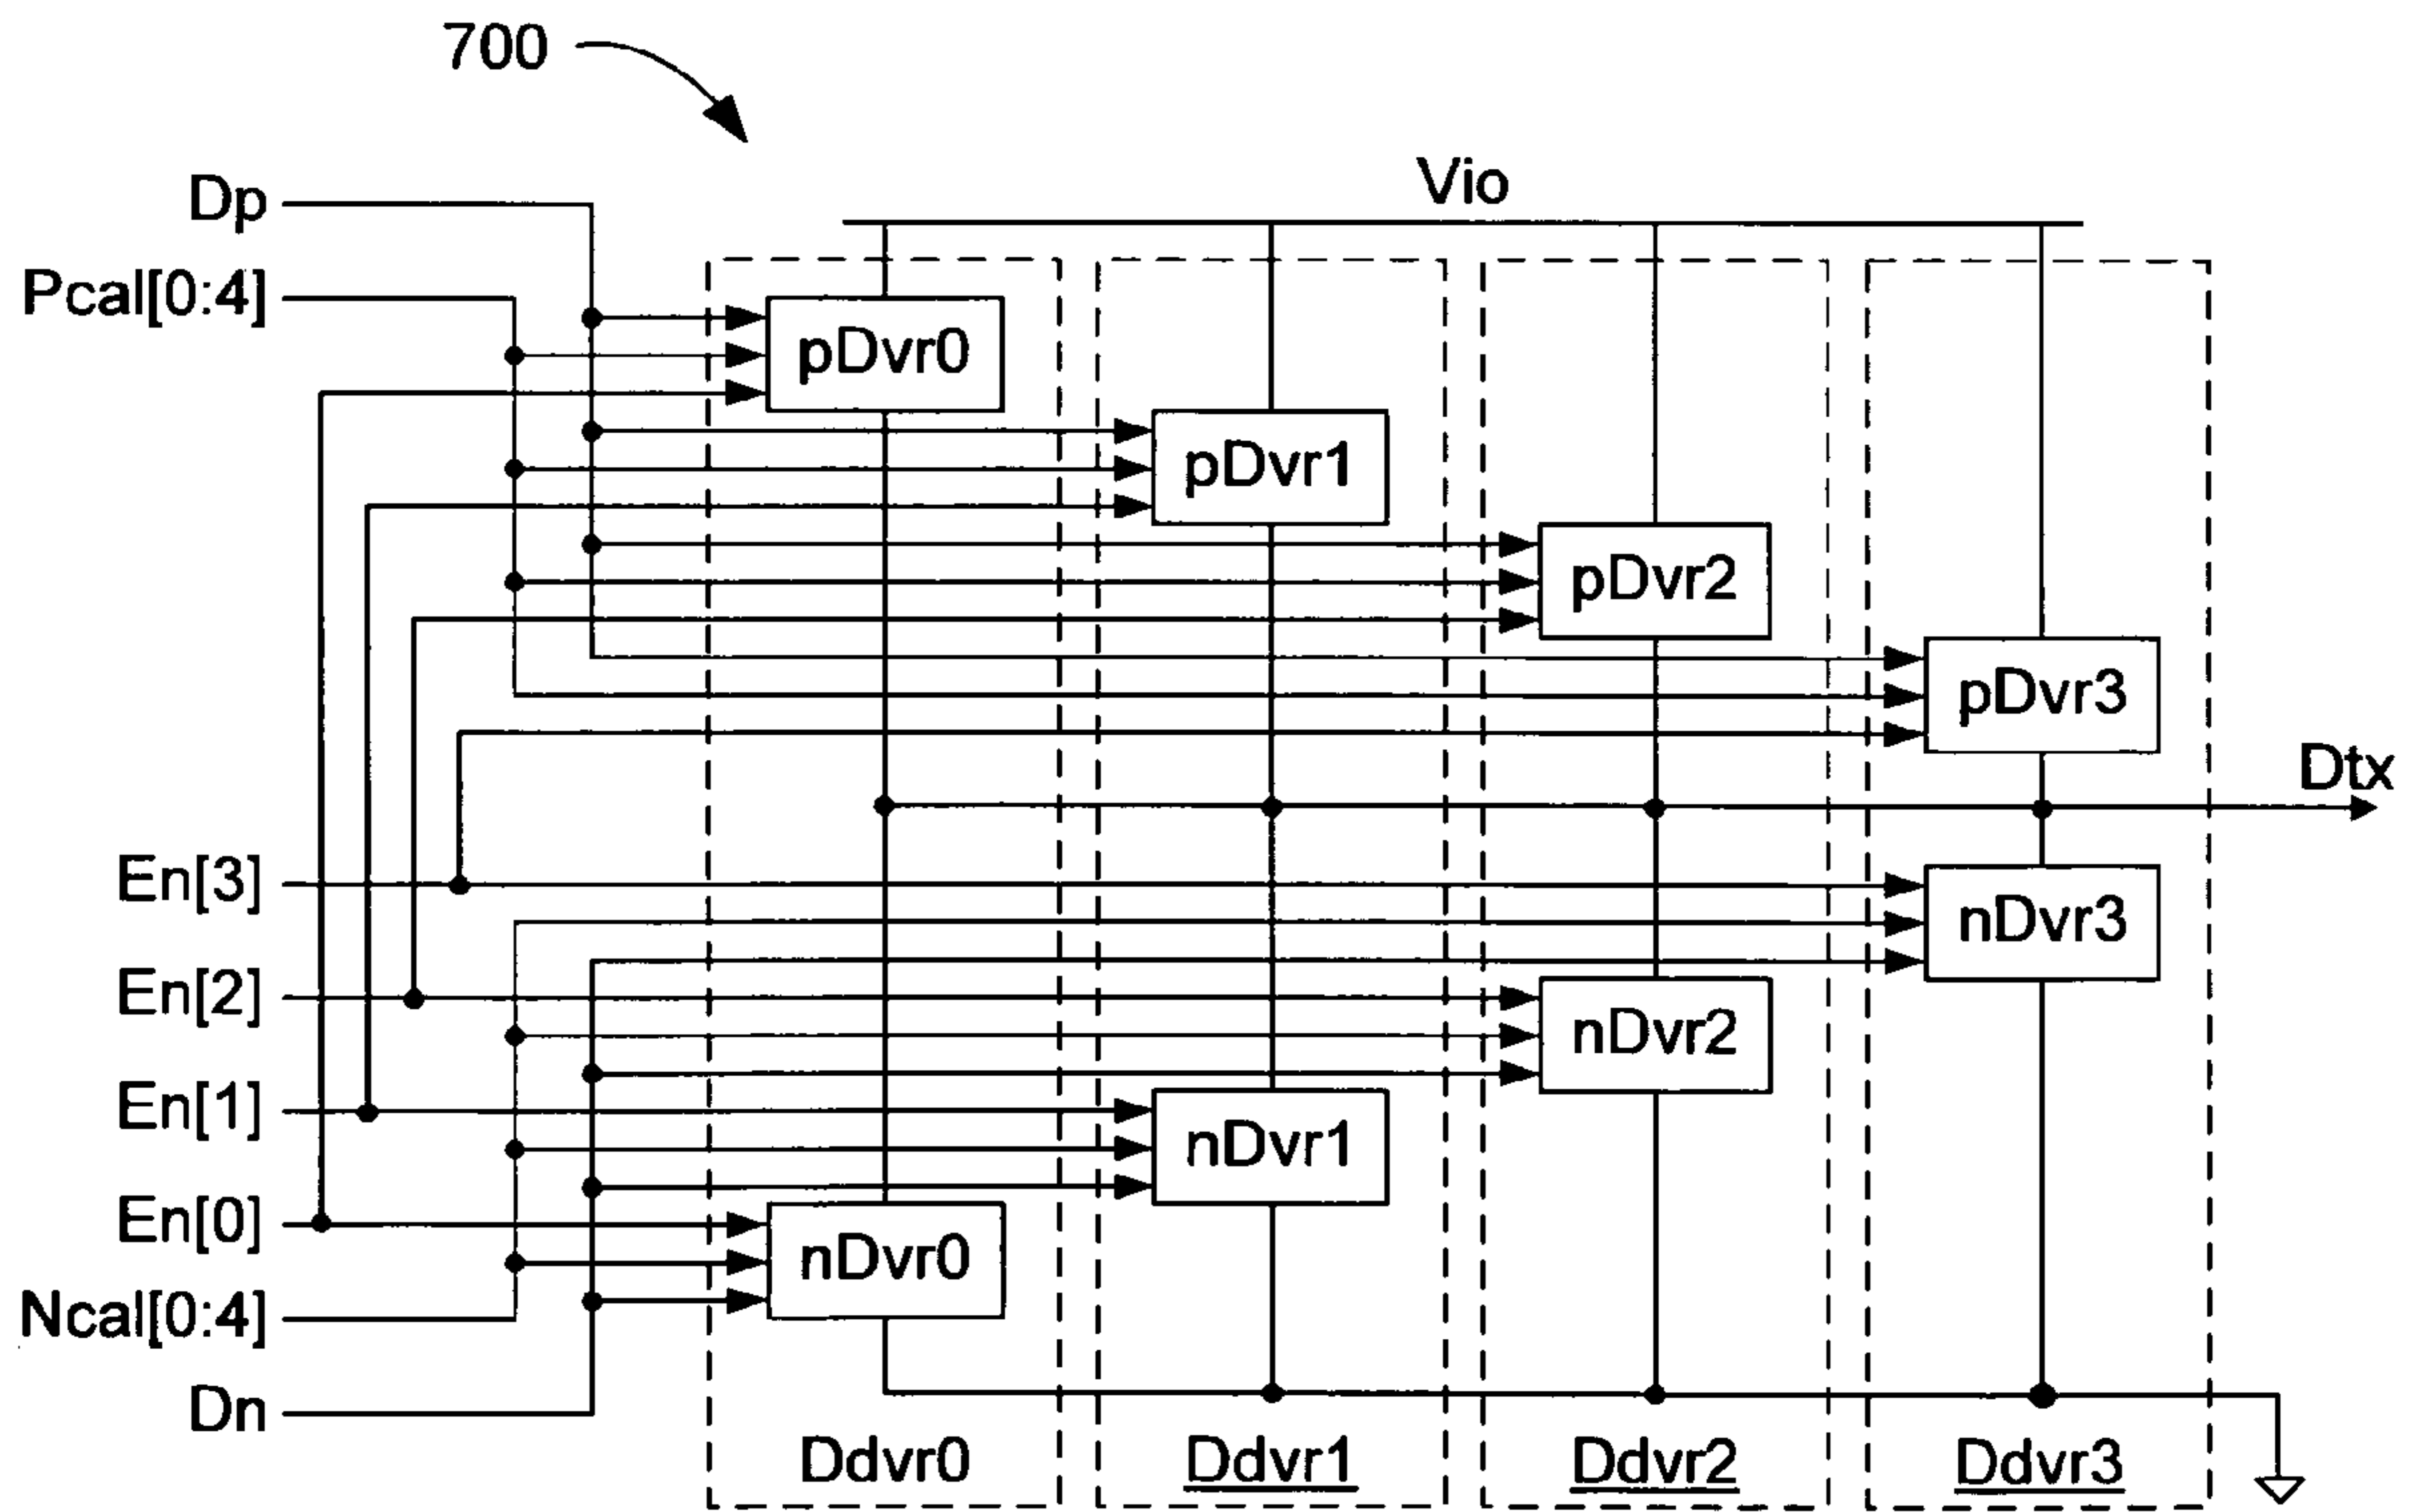 700
Vio
Dp
Pcal[0:4]
pDvr0
pDvr1
pDvr2
pDvr3
Dtx
En[3]
nDvr3
En[2]
nDvr2
En[1]
nDvr1
En[0]
nDvr0
Ncal[0:4]
Dn
Ddvr0
Ddvr1
Ddvr2
Ddvr3